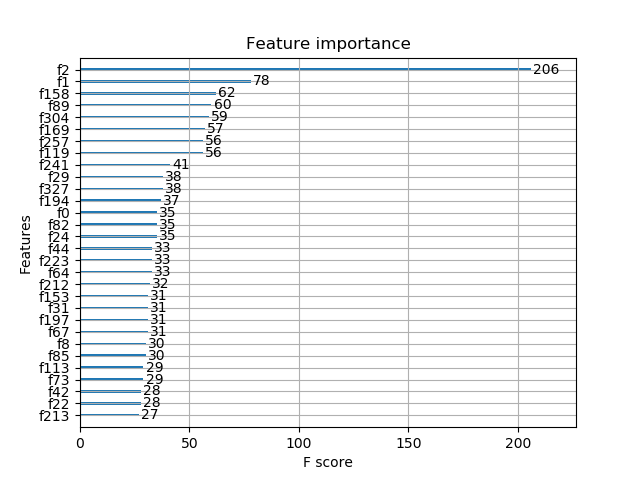 Feature importance
f2 206
f1 78
f158 62
f89 60
f304 59
f169 57
f257 56
f119 56
f241 41
f29 38
f327 38
f194 37
f0 35
f82 35
f24 35
f44 33
f223 33
f64 33
f212 32
f153 31
f31 31
f197 31
f67 31
f8 30
f85 30
f113 29
f73 29
f42 28
f22 28
f213 27
Features
0 50 100 150 200
F score